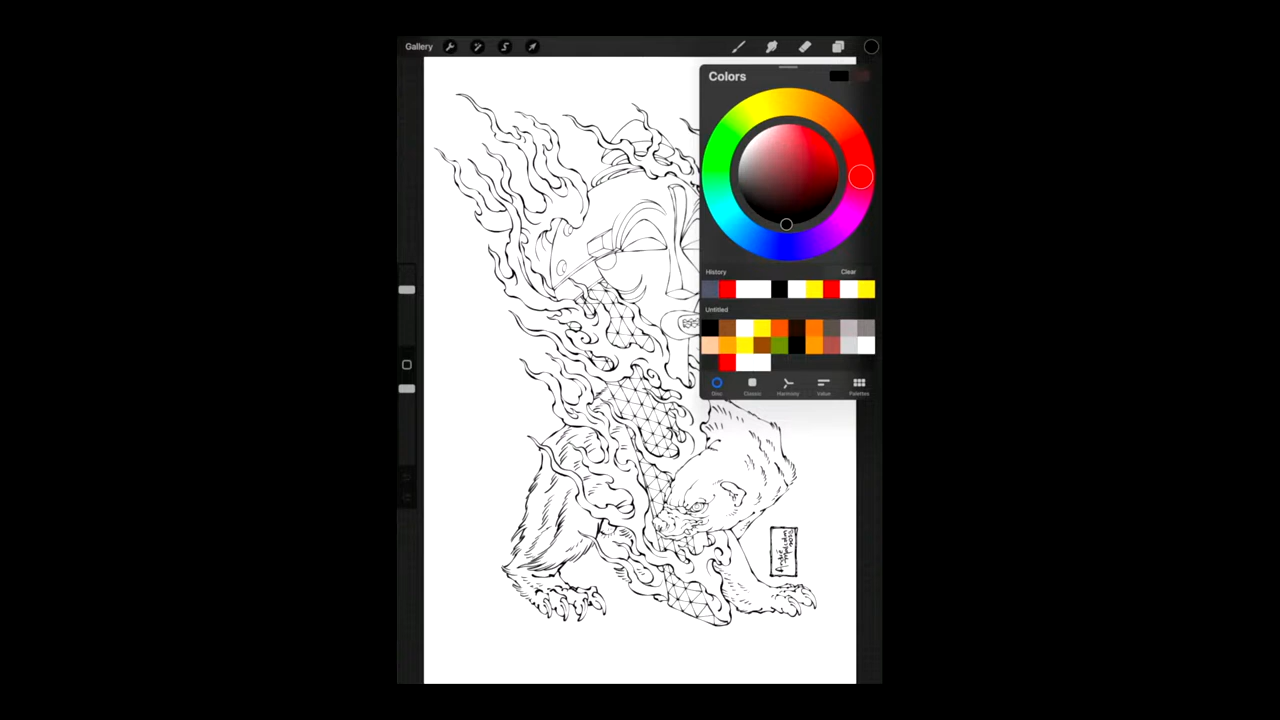 Gallery
Colors
History
Clear
Untitled
Disc
Classic
Harmony
Value
Palettes